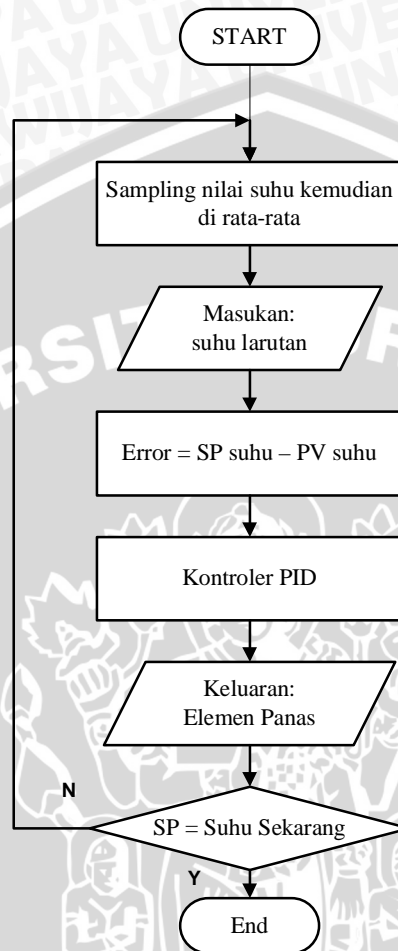 START
Sampling nilai suhu kemudian
di rata-rata
Masukan:
suhu larutan
Error = SP suhu – PV suhu
Kontroler PID
Keluaran:
Elemen Panas
N
SP = Suhu Sekarang
Y
End